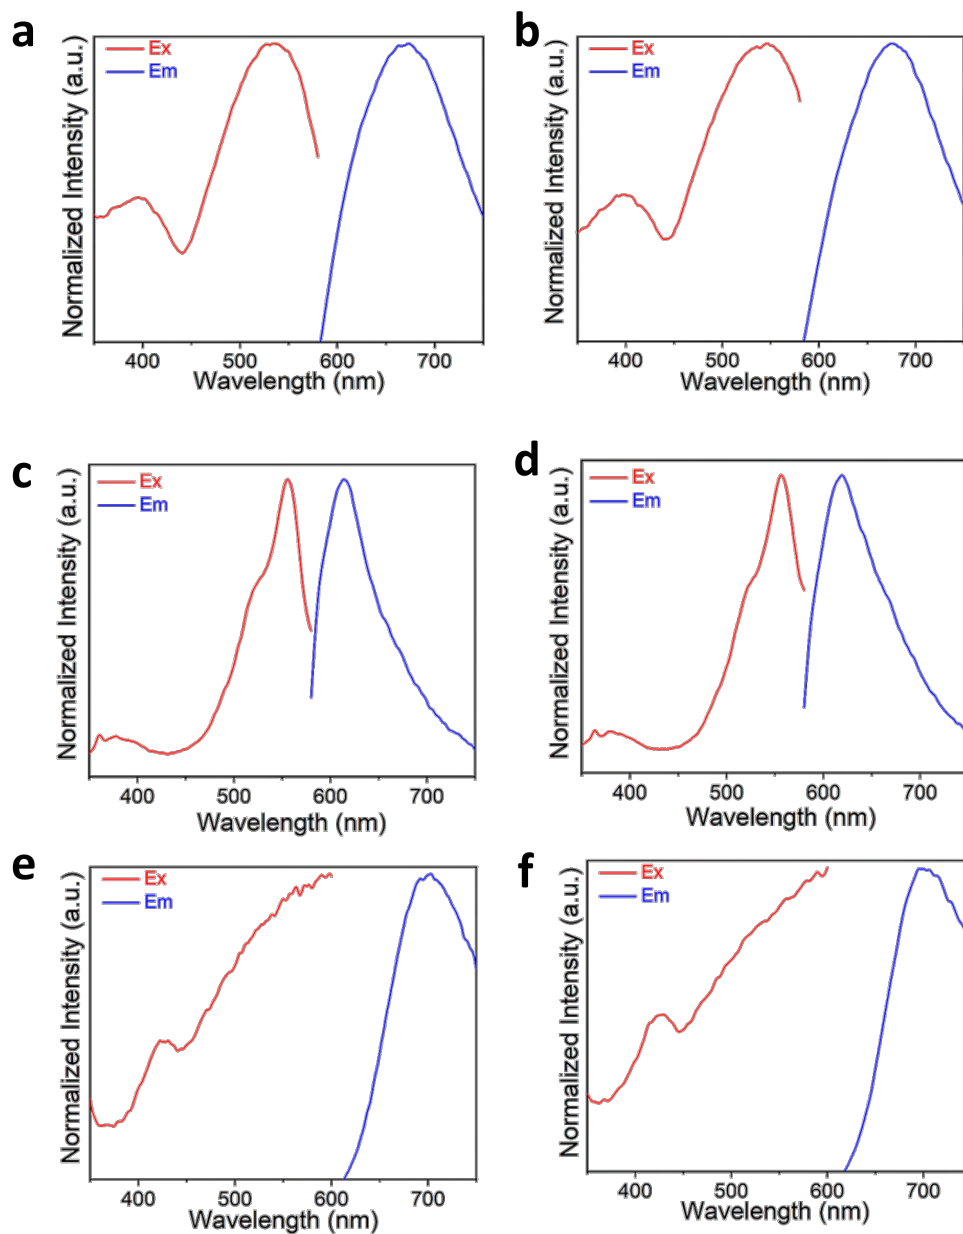 a
Ex
Em
Normalized Intensity (a.u.)
400 500 600 700
Wavelength (nm)
b
Ex
Em
Normalized Intensity (a.u.)
400 500 600 700
Wavelength (nm)
c
Ex
Em
Normalized Intensity (a.u.)
400 500 600 700
Wavelength (nm)
d
Ex
Em
Normalized Intensity (a.u.)
400 500 600 700
Wavelength (nm)
e
Ex
Em
Normalized Intensity (a.u.)
400 500 600 700
Wavelength (nm)
f
Ex
Em
Normalized Intensity (a.u.)
400 500 600 700
Wavelength (nm)